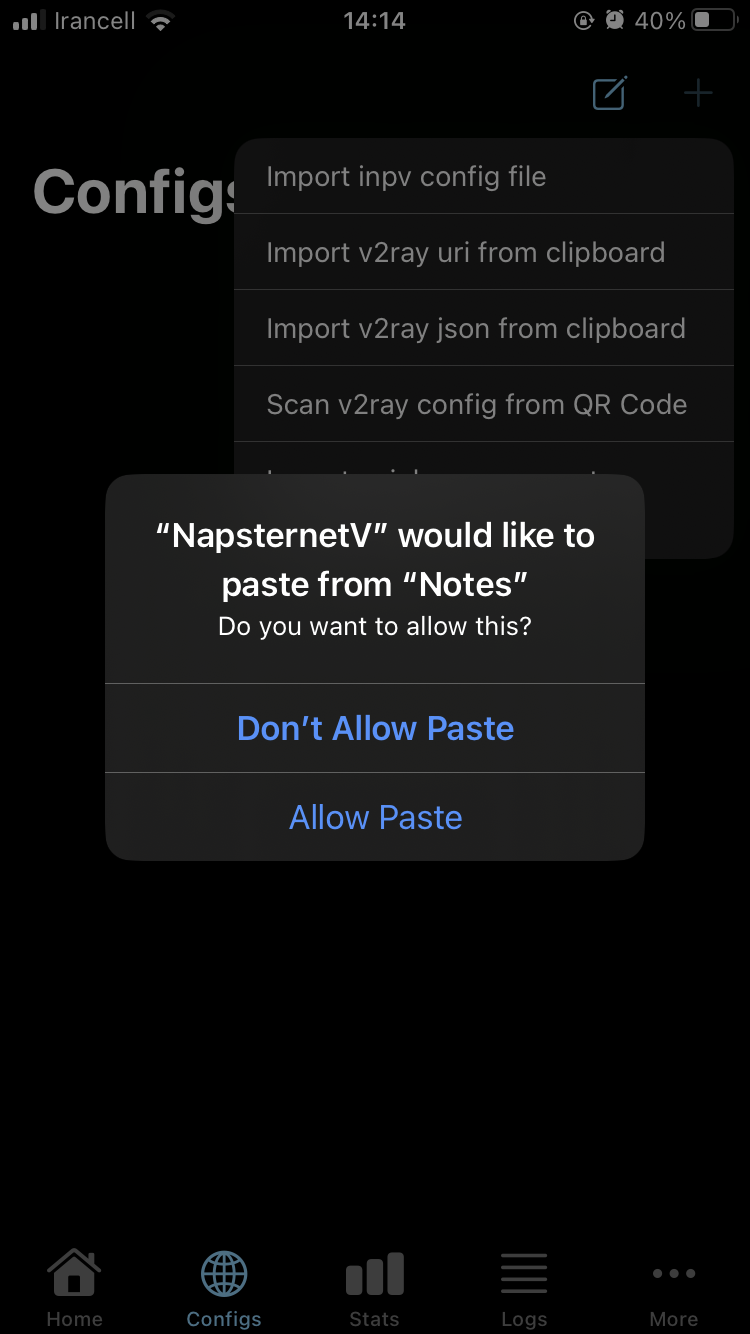 Irancell
14:14
40%
Configs
Import inpv config file
Import v2ray uri from clipboard
Import v2ray json from clipboard
Scan v2ray config from QR Code
“NapsternetV” would like to
paste from “Notes”
Do you want to allow this?
Don’t Allow Paste
Allow Paste
Home
Configs
Stats
Logs
More